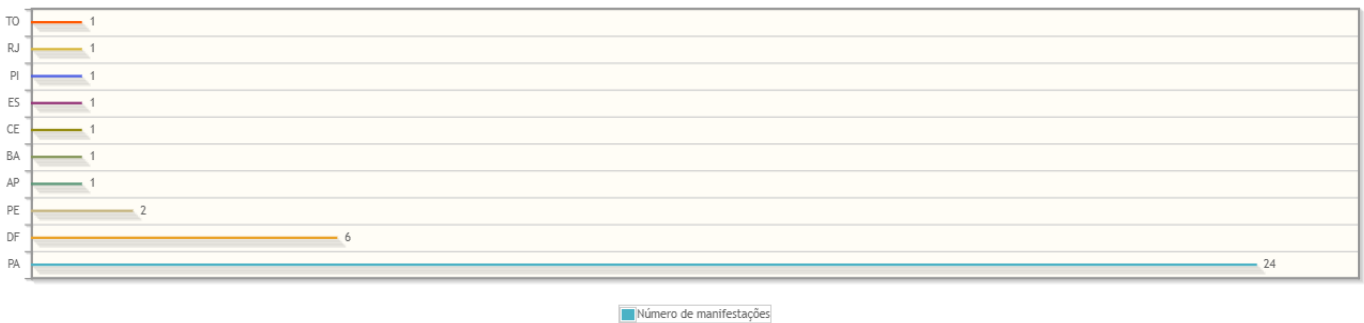 TO 1
RJ 1
PI 1
ES 1
CE 1
BA 1
AP 1
PE 2
DF 6
PA 24
Número de manifestações